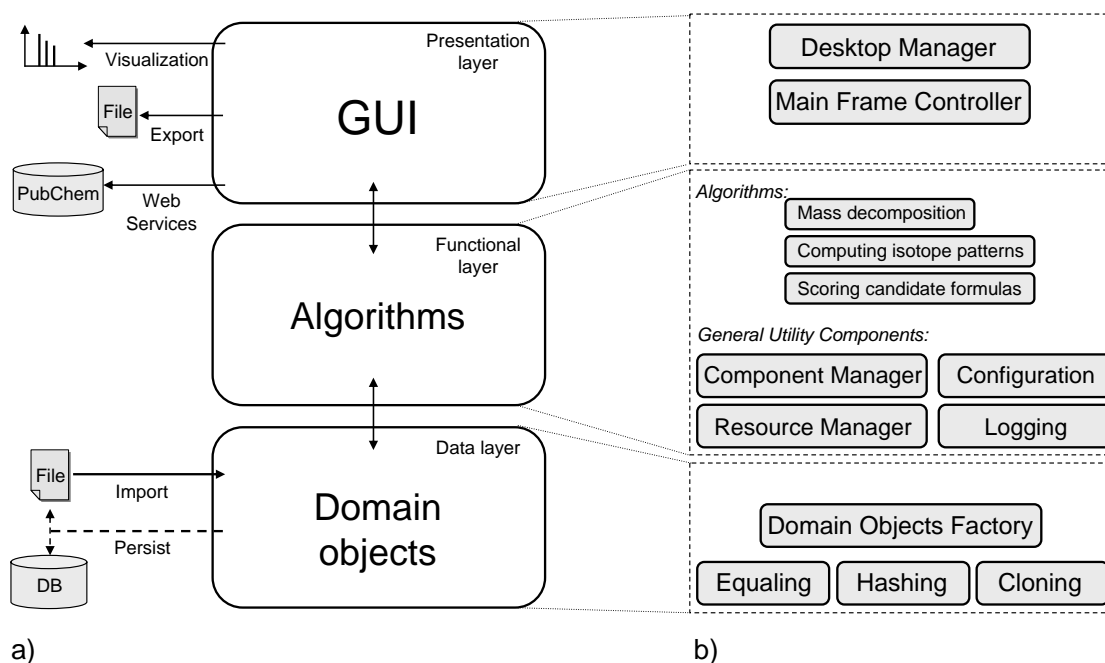 Visualization
File
Export
PubChem
Web
Services
Presentation
layer
GUI
Functional
layer
Algorithms
Data layer
Domain
objects
File
Import
Persist
DB
a)
Desktop Manager
Main Frame Controller
Algorithms:
Mass decomposition
Computing isotope patterns
Scoring candidate formulas
General Utility Components:
Component Manager
Configuration
Resource Manager
Logging
Domain Objects Factory
Equaling
Hashing
Cloning
b)